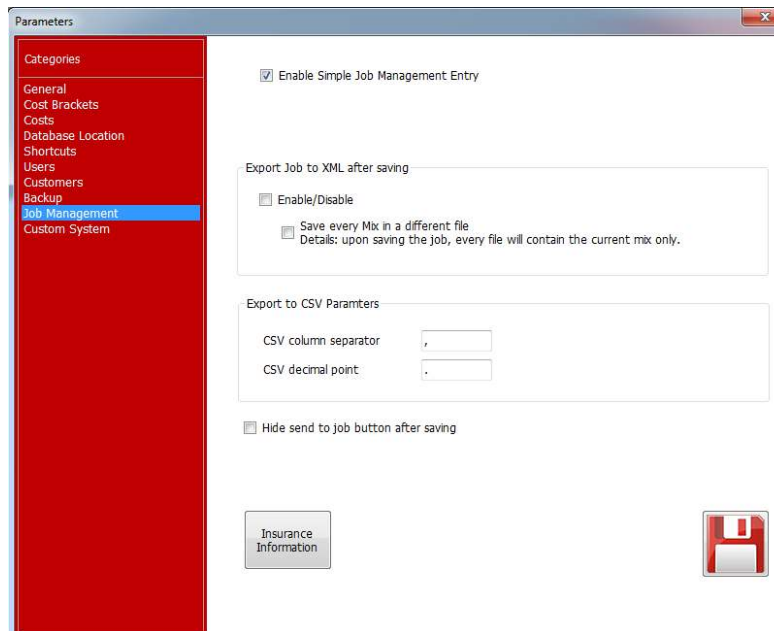 Parameters
Categories
General
Cost Brackets
Costs
Database Location
Shortcuts
Users
Customers
Backup
Job Management
Custom System
Enable Simple Job Management Entry
Export Job to XML after saving
Enable/Disable
Save every Mix in a different file
Details: upon saving the job, every file will contain the current mix only.
Export to CSV Paramters
CSV column separator ,
CSV decimal point .
Hide send to job button after saving
Insurance
Information